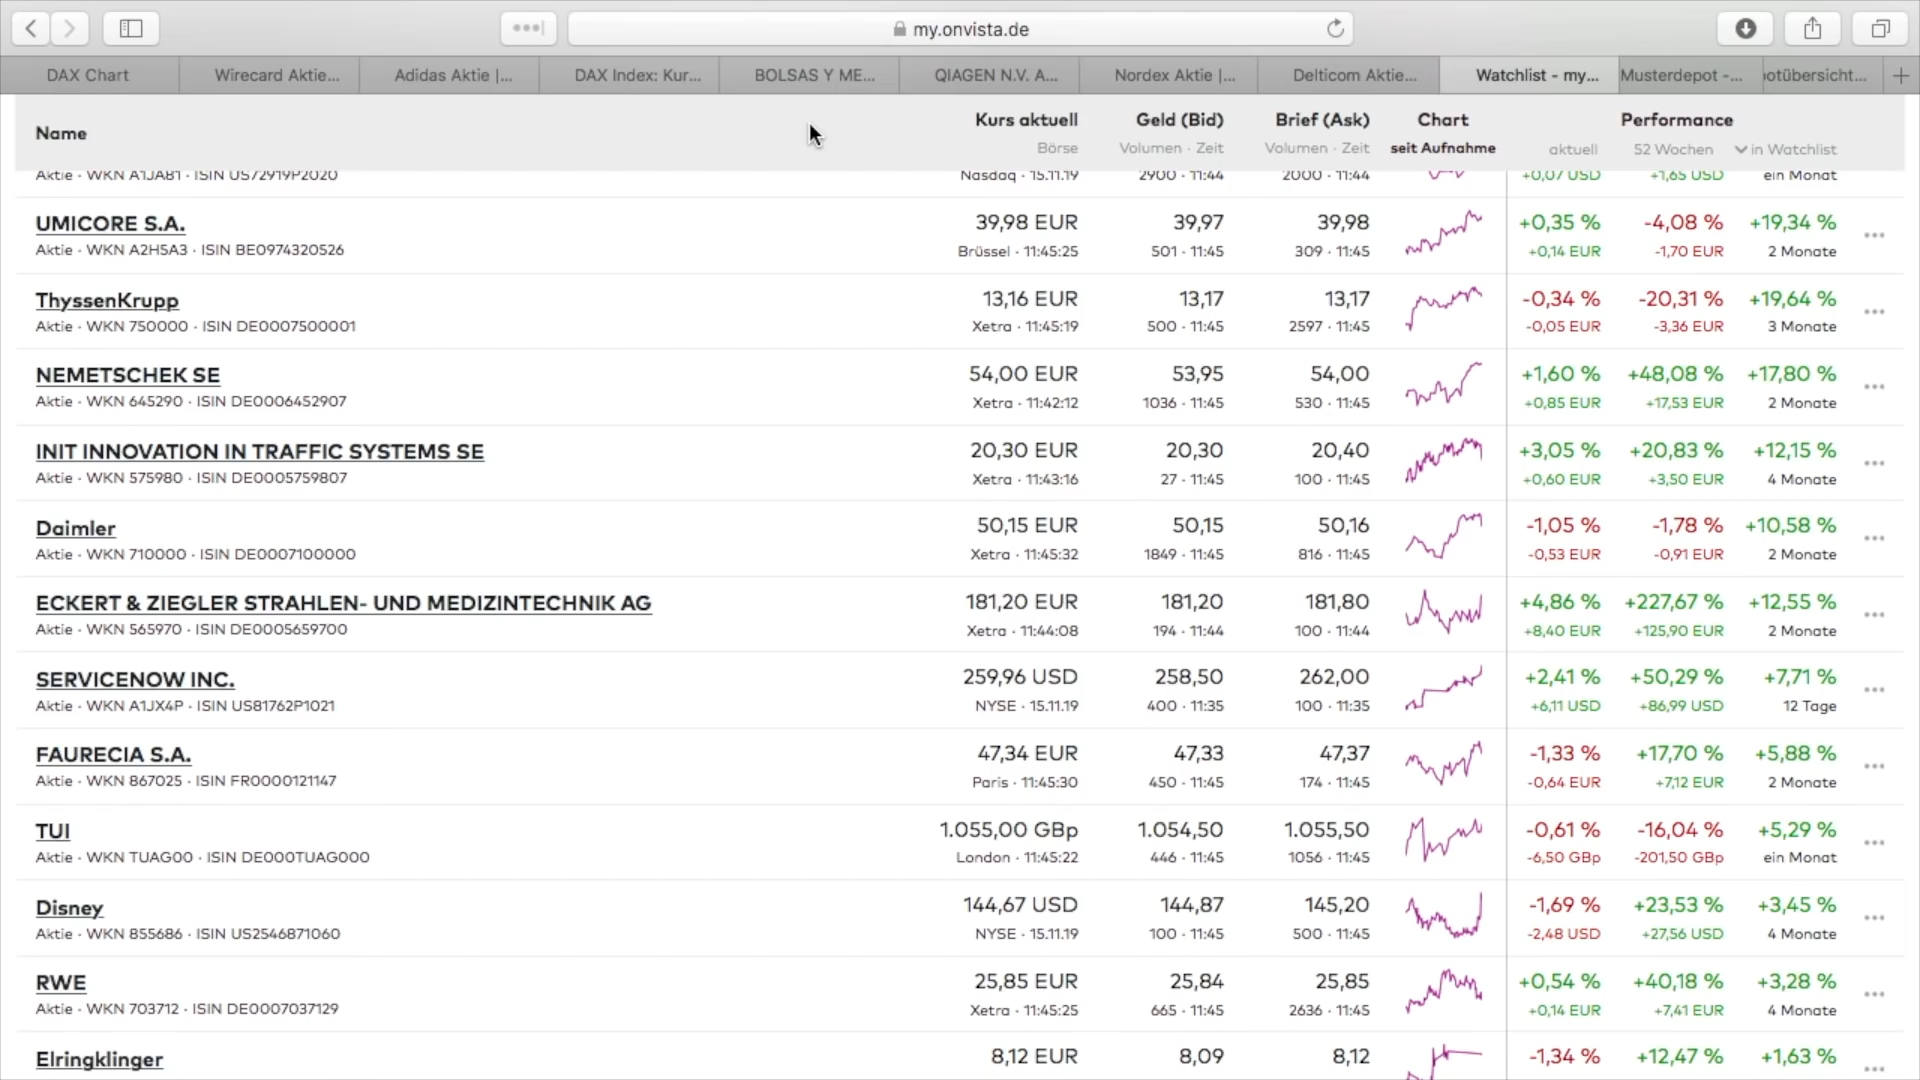 my.onvista.de
DAX Chart
Wirecard Aktie...
Adidas Aktie |...
DAX Index: Kur...
BOLSAS Y ME...
QIAGEN N.V. A...
Nordex Aktie |...
Delticom Aktie...
Watchlist - my...
Musterdepot -...
otübersicht...
Name
Kurs aktuell
Börse
Geld (Bid)
Volumen · Zeit
Brief (Ask)
Volumen · Zeit
Chart
seit Aufnahme
Performance
aktuell 52 Wochen in Watchlist
Aktie · WKN A1JA81 · ISIN US72919P2020 Nasdaq · 15.11.19 2900 · 11:44 2000 · 11:44 +0,07 USD +1,65 USD ein Monat
UMICORE S.A. 39,98 EUR 39,97 39,98 +0,35 % -4,08 % +19,34 %
Aktie · WKN A2H5A3 · ISIN BE0974320526 Brüssel · 11:45:25 501 · 11:45 309 · 11:45 +0,14 EUR -1,70 EUR 2 Monate
ThyssenKrupp 13,16 EUR 13,17 13,17 -0,34 % -20,31 % +19,64 %
Aktie · WKN 750000 · ISIN DE0007500001 Xetra · 11:45:19 500 · 11:45 2597 · 11:45 -0,05 EUR -3,36 EUR 3 Monate
NEMETSCHEK SE 54,00 EUR 53,95 54,00 +1,60 % +48,08 % +17,80 %
Aktie · WKN 645290 · ISIN DE0006452907 Xetra · 11:42:12 1036 · 11:45 530 · 11:45 +0,85 EUR +17,53 EUR 2 Monate
INIT INNOVATION IN TRAFFIC SYSTEMS SE 20,30 EUR 20,30 20,40 +3,05 % +20,83 % +12,15 %
Aktie · WKN 575980 · ISIN DE0005759807 Xetra · 11:43:16 27 · 11:45 100 · 11:45 +0,60 EUR +3,50 EUR 4 Monate
Daimler 50,15 EUR 50,15 50,16 -1,05 % -1,78 % +10,58 %
Aktie · WKN 710000 · ISIN DE0007100000 Xetra · 11:45:32 1849 · 11:45 816 · 11:45 -0,53 EUR -0,91 EUR 2 Monate
ECKERT & ZIEGLER STRAHLEN- UND MEDIZINTECHNIK AG 181,20 EUR 181,20 181,80 +4,86 % +227,67 % +12,55 %
Aktie · WKN 565970 · ISIN DE0005659700 Xetra · 11:44:08 194 · 11:44 100 · 11:44 +8,40 EUR +125,90 EUR 2 Monate
SERVICENOW INC. 259,96 USD 258,50 262,00 +2,41 % +50,29 % +7,71 %
Aktie · WKN A1JX4P · ISIN US81762P1021 NYSE · 15.11.19 400 · 11:35 100 · 11:35 +6,11 USD +86,99 USD 12 Tage
FAURECIA S.A. 47,34 EUR 47,33 47,37 -1,33 % +17,70 % +5,88 %
Aktie · WKN 867025 · ISIN FR0000121147 Paris · 11:45:30 450 · 11:45 174 · 11:45 -0,64 EUR +7,12 EUR 2 Monate
TUI 1.055,00 GBp 1.054,50 1.055,50 -0,61 % -16,04 % +5,29 %
Aktie · WKN TUAG00 · ISIN DE000TUAG000 London · 11:45:22 446 · 11:45 1056 · 11:45 -6,50 GBp -201,50 GBp ein Monat
Disney 144,67 USD 144,87 145,20 -1,69 % +23,53 % +3,45 %
Aktie · WKN 855686 · ISIN US2546871060 NYSE · 15.11.19 100 · 11:45 500 · 11:45 -2,48 USD +27,56 USD 4 Monate
RWE 25,85 EUR 25,84 25,85 +0,54 % +40,18 % +3,28 %
Aktie · WKN 703712 · ISIN DE0007037129 Xetra · 11:45:25 665 · 11:45 2636 · 11:45 +0,14 EUR +7,41 EUR 4 Monate
Elringklinger 8,12 EUR 8,09 8,12 -1,34 % +12,47 % +1,63 %